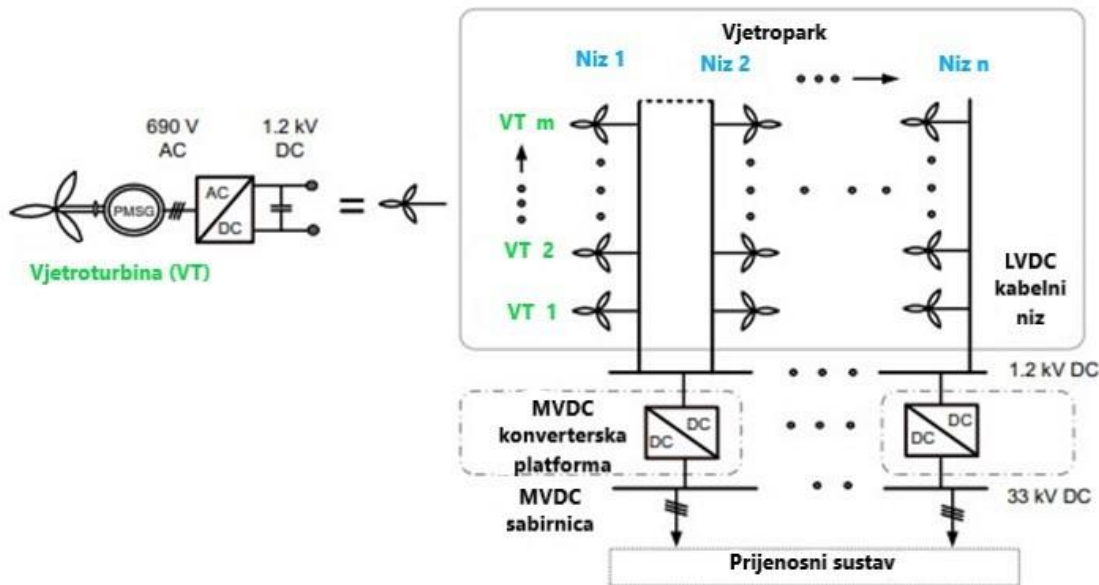 Vjetropark
Niz 1
Niz 2
Niz n
690 V
AC
1.2 kV
DC
VT m
PMSG
AC
DC
Vjetroturbina (VT)
VT 2
VT 1
LVDC
kabelni
niz
1.2 kV DC
MVDC
konverterska
platforma
DC
DC
DC
DC
MVDC
sabirnica
33 kV DC
Prijenosni sustav